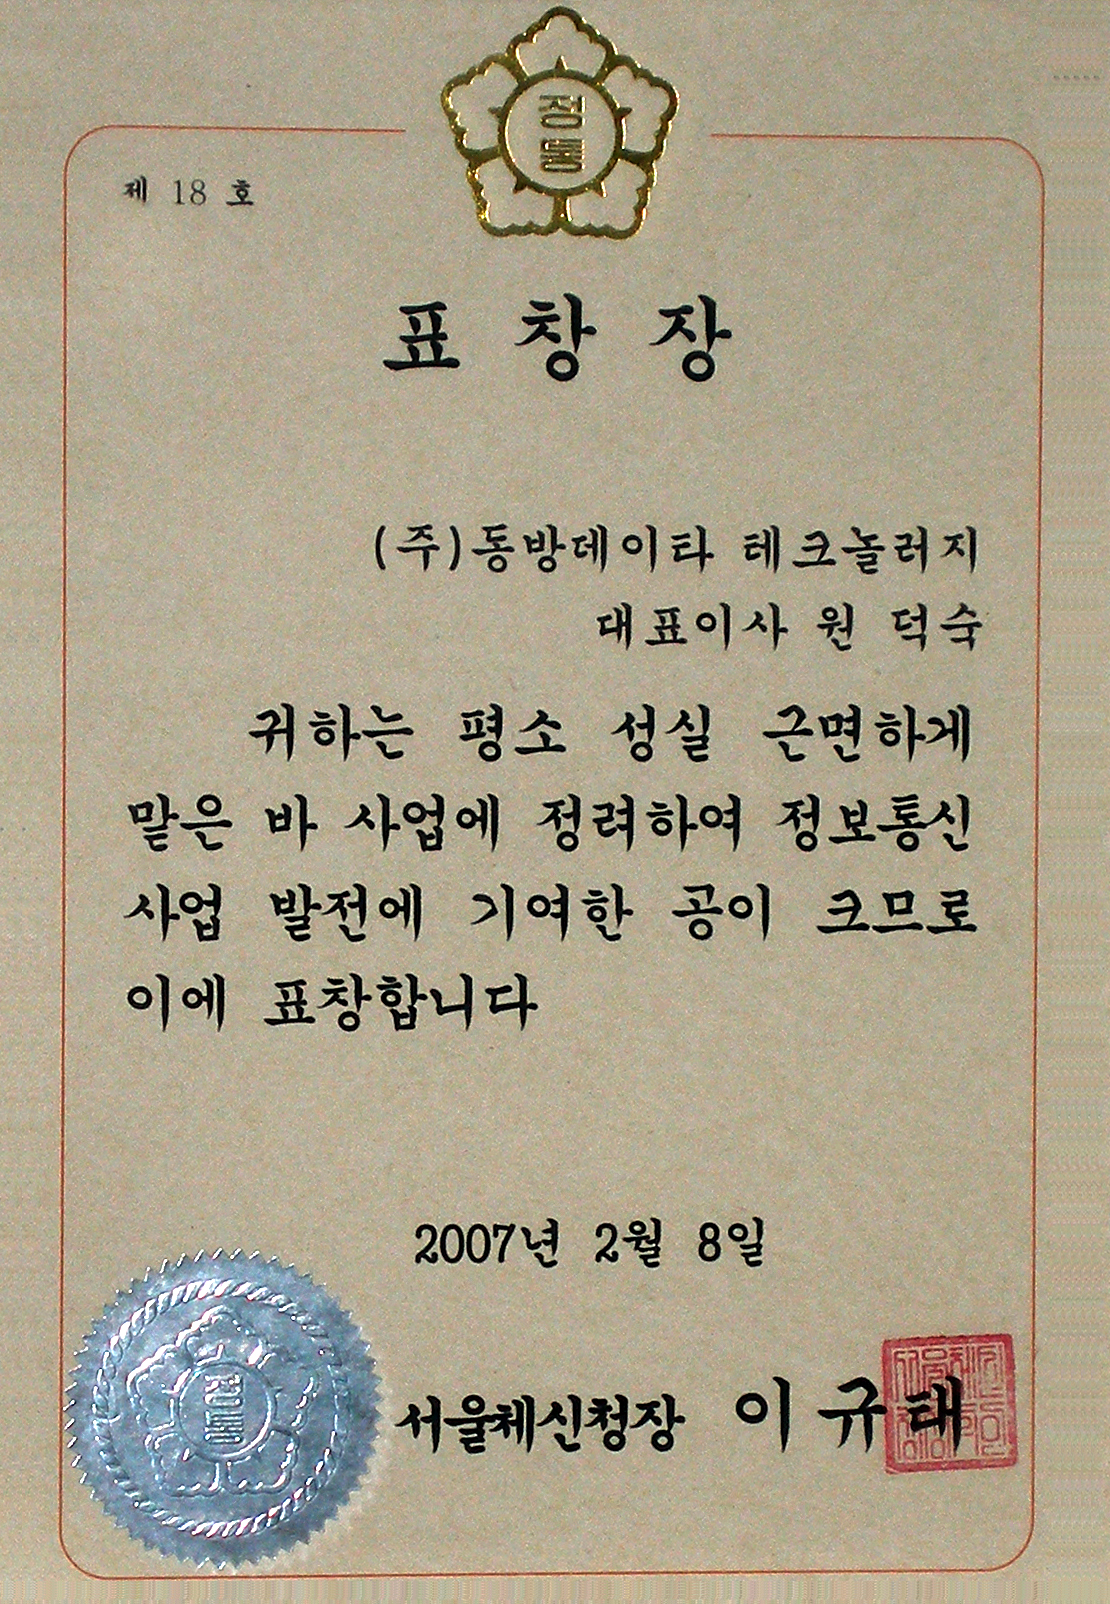 정통
제 18 호
표 창 장
(주)동방데이타 테크놀러지
대표이사 원 덕숙
귀하는 평소 성실 근면하게
맡은 바 사업에 정려하여 정보통신
사업 발전에 기여한 공이 크므로
이에 표창합니다
2007년 2월 8일
정통
서울체신청장 이규태